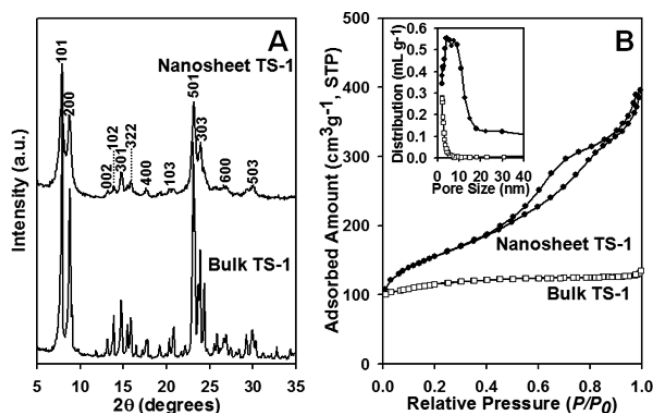 A
Nanosheet TS-1
Bulk TS-1
101
200
002
102
301
322
400
103
501
303
600
503
Intensity (a.u.)
5 10 15 20 25 30 35
2θ (degrees)
B
500
400
300
200
100
0
Adsorbed Amount (cm3g-1, STP)
0.6
0.5
0.4
0.3
0.2
0.1
0.0
Distribution (mL g-1)
0 10 20 30 40
Pore Size (nm)
Nanosheet TS-1
Bulk TS-1
0.0 0.2 0.4 0.6 0.8 1.0
Relative Pressure (P/P0)